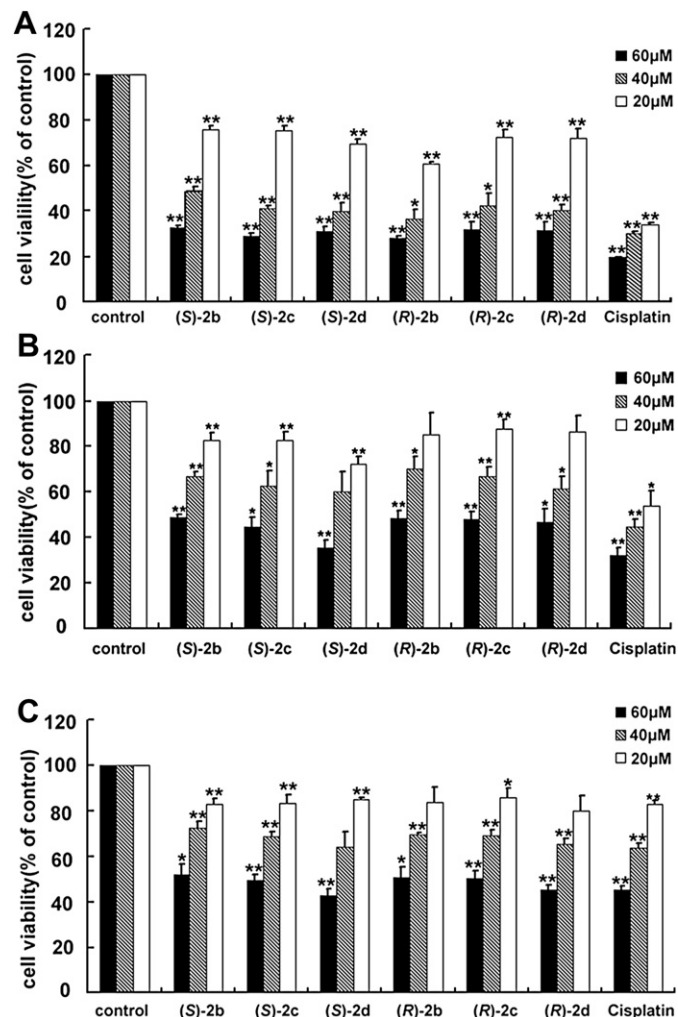 A
cell vialility(% of control)
120
100
80
60
40
20
0
60μM
40μM
20μM
** ** ** ** ** ** ** ** ** ** * ** ** * ** ** ** ** ** ** **
control (S)-2b (S)-2c (S)-2d (R)-2b (R)-2c (R)-2d Cisplatin
B
cell viability(% of control)
120
100
80
60
40
20
0
60μM
40μM
20μM
** ** ** * * ** ** ** ** * ** ** ** * * ** ** *
control (S)-2b (S)-2c (S)-2d (R)-2b (R)-2c (R)-2d Cisplatin
C
cell viability(% of control)
120
100
80
60
40
20
0
60μM
40μM
20μM
* ** ** ** ** ** ** ** * ** ** ** * ** ** ** ** **
control (S)-2b (S)-2c (S)-2d (R)-2b (R)-2c (R)-2d Cisplatin